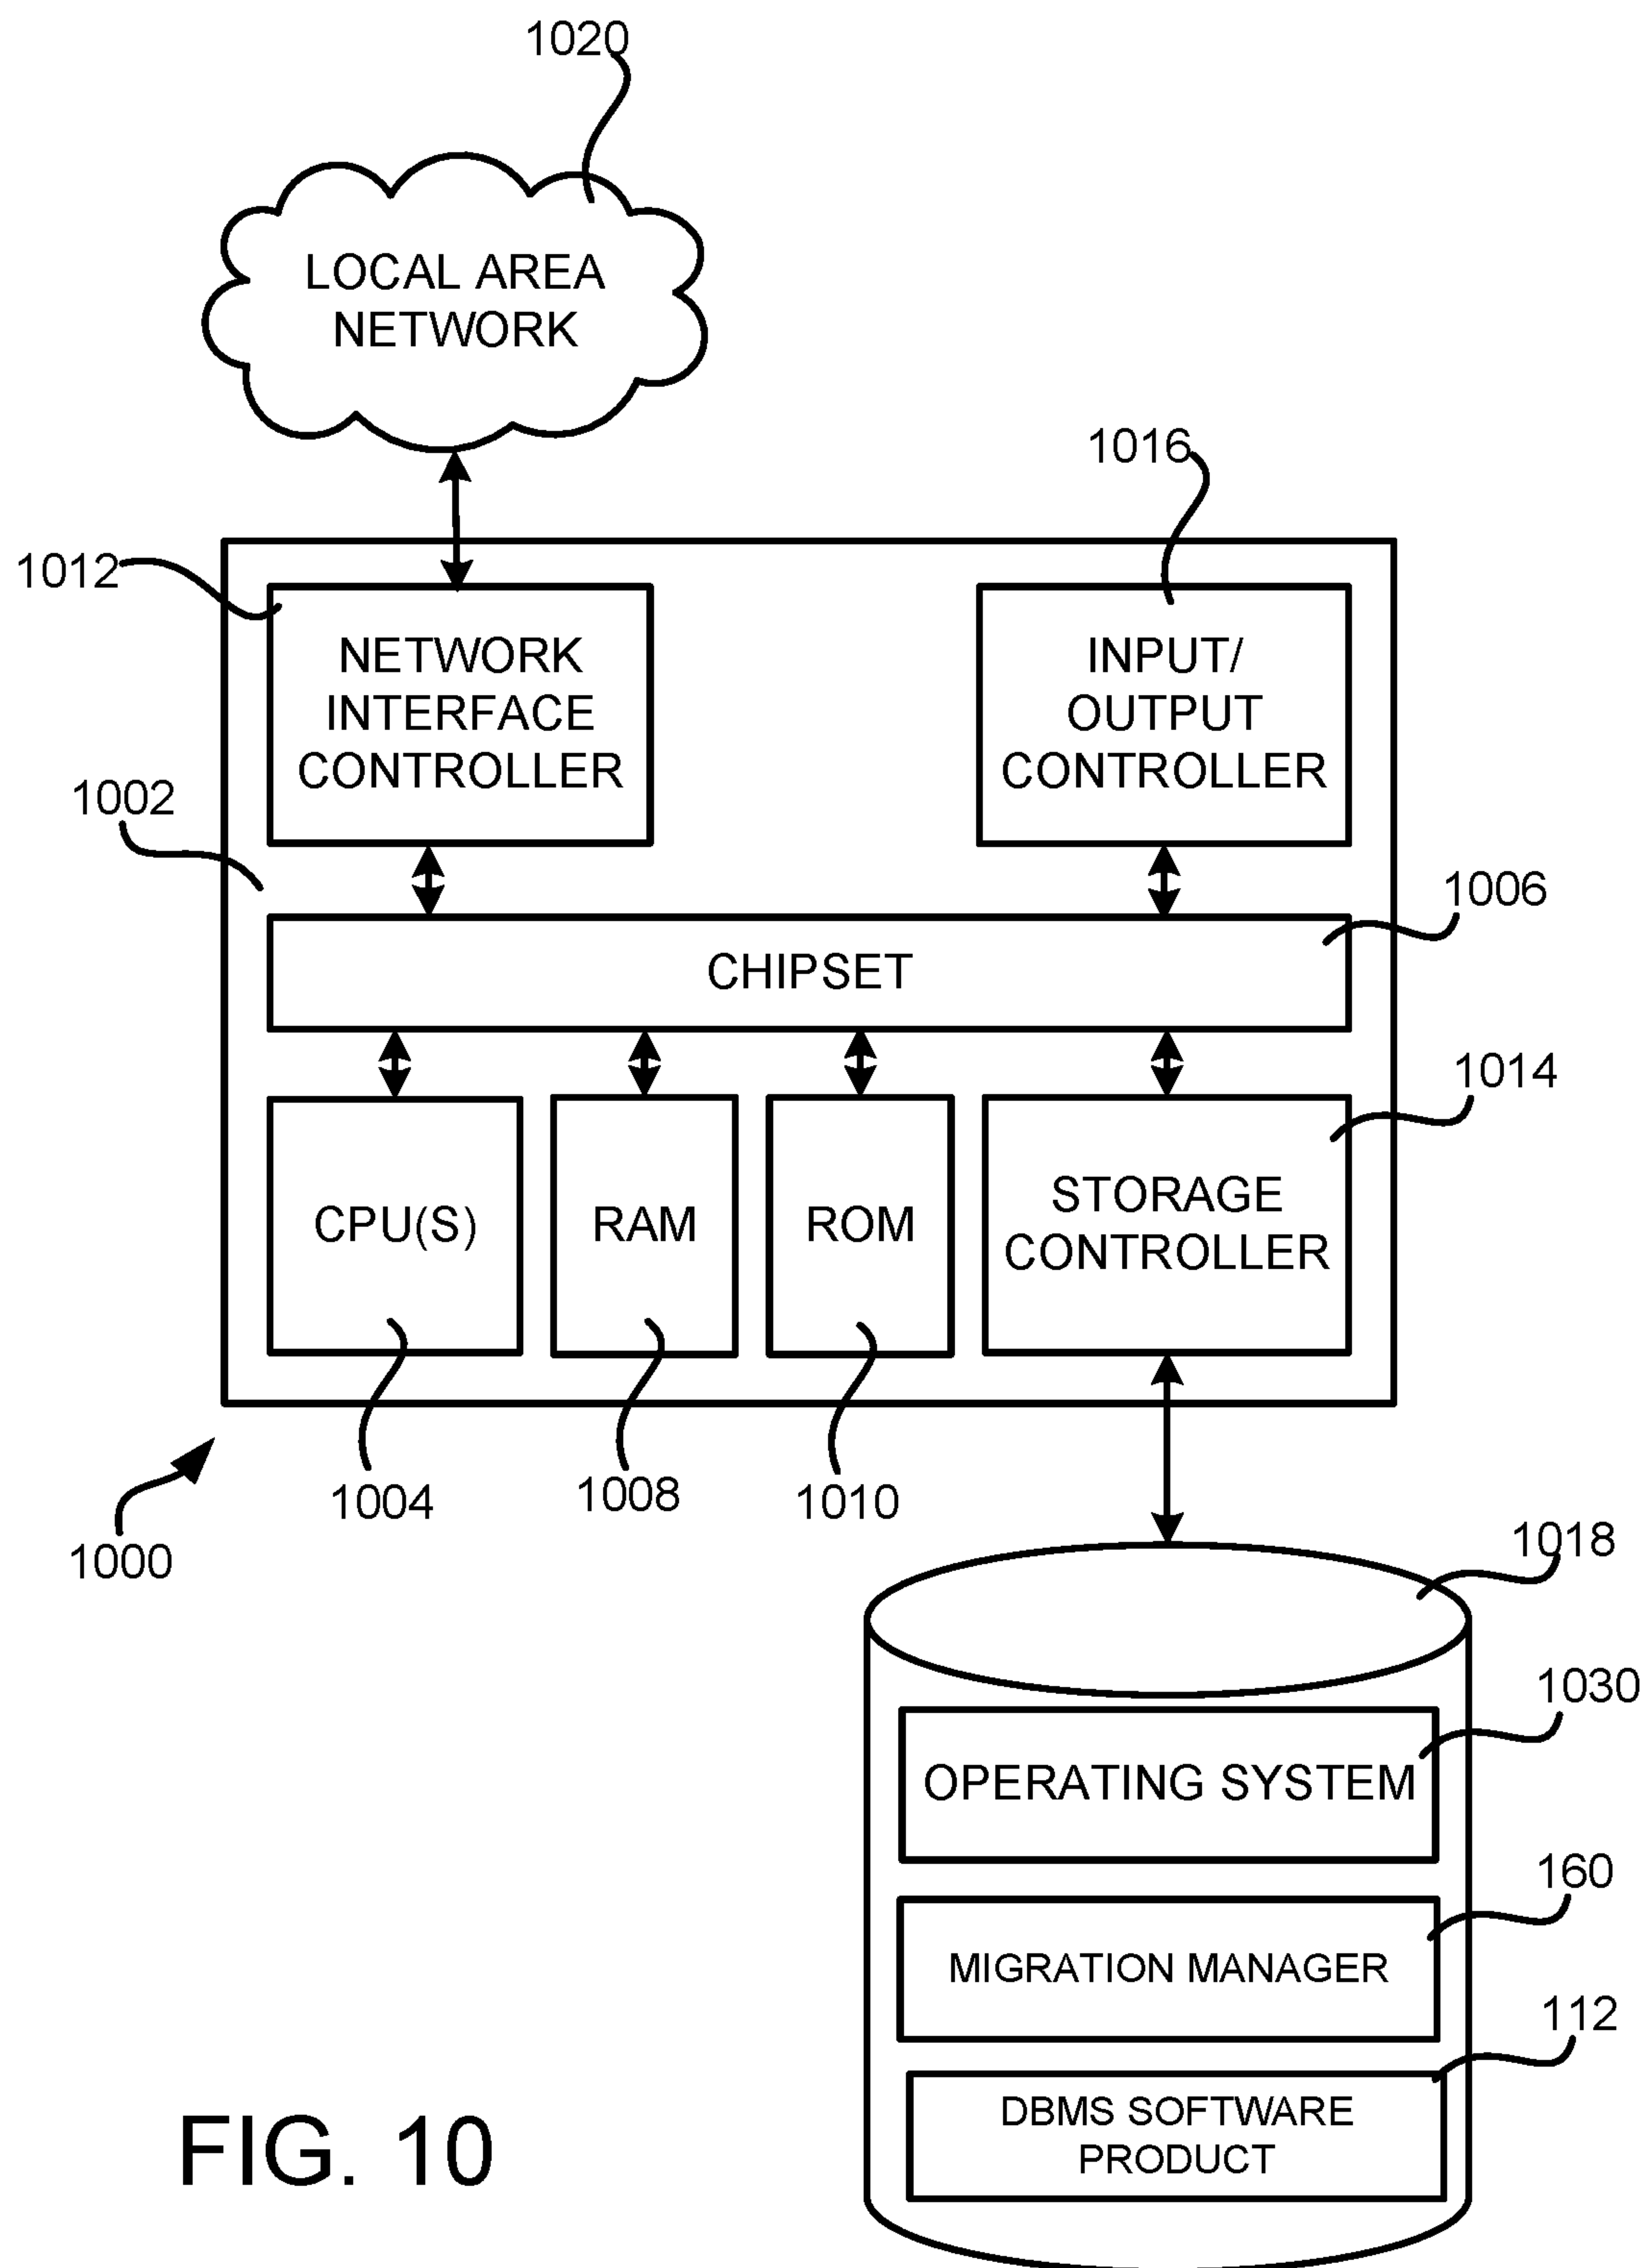 1020
LOCAL AREA
NETWORK
1016
1012
NETWORK
INTERFACE
CONTROLLER
INPUT/
OUTPUT
CONTROLLER
1002
1006
CHIPSET
1014
CPU(S)
RAM
ROM
STORAGE
CONTROLLER
1004
1008
1010
1000
1018
1030
OPERATING SYSTEM
160
MIGRATION MANAGER
112
DBMS SOFTWARE
PRODUCT
FIG. 10